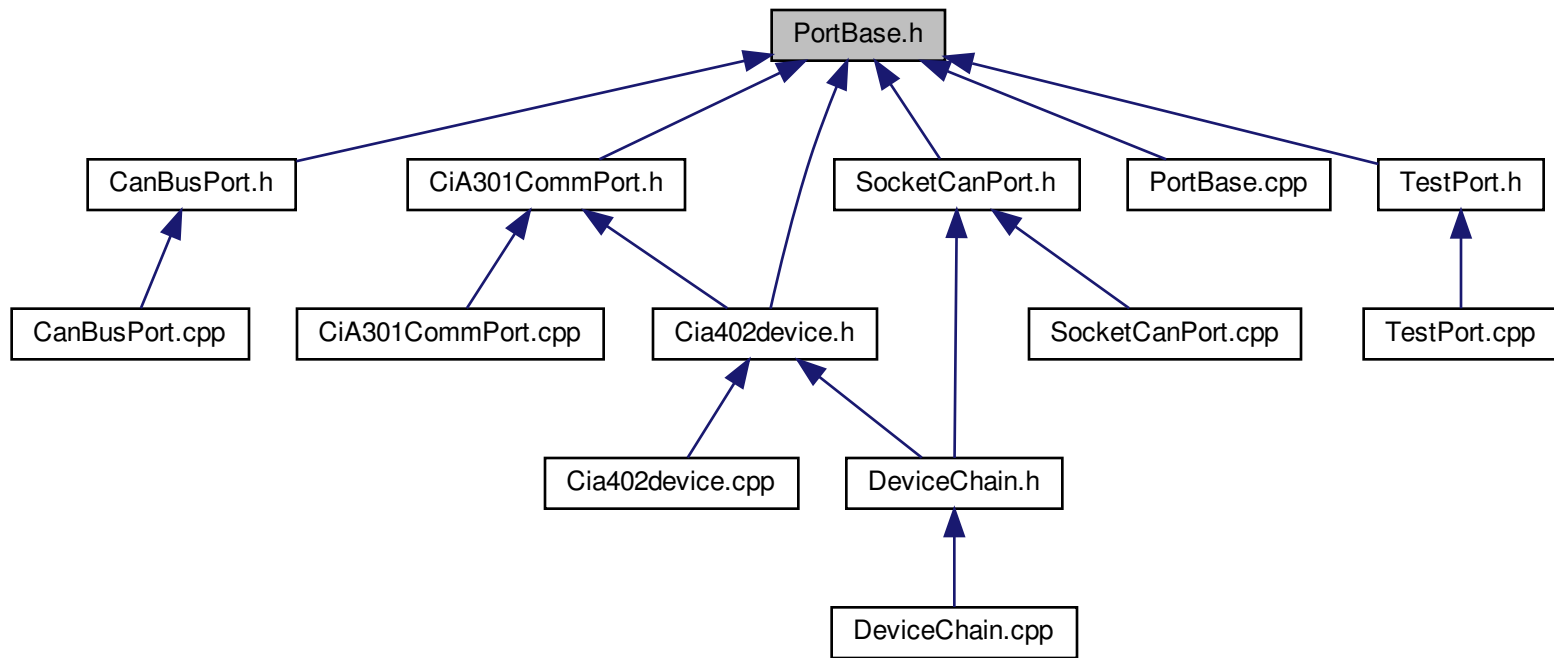 PortBase.h
CanBusPort.h
CiA301CommPort.h
SocketCanPort.h
PortBase.cpp
TestPort.h
CanBusPort.cpp
CiA301CommPort.cpp
Cia402device.h
SocketCanPort.cpp
TestPort.cpp
Cia402device.cpp
DeviceChain.h
DeviceChain.cpp